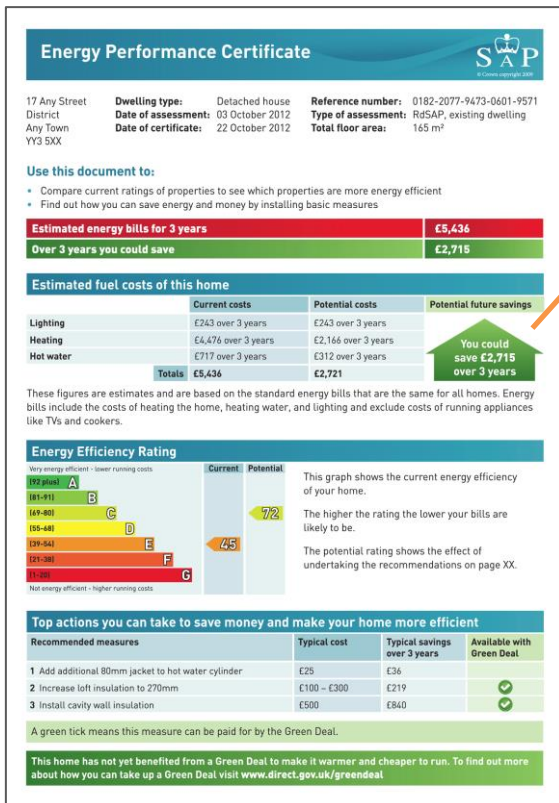 Energy Performance Certificate
SAP
© Crown copyright 2009
17 Any Street
District
Any Town
YY3 5XX
Dwelling type: Detached house
Date of assessment: 03 October 2012
Date of certificate: 22 October 2012
Reference number: 0182-2077-9473-0601-9571
Type of assessment: RdSAP, existing dwelling
Total floor area: 165 m²
Use this document to:
• Compare current ratings of properties to see which properties are more energy efficient
• Find out how you can save energy and money by installing basic measures
Estimated energy bills for 3 years £5,436
Over 3 years you could save £2,715
Estimated fuel costs of this home
Current costs Potential costs Potential future savings
Lighting £243 over 3 years £243 over 3 years
Heating £4,476 over 3 years £2,166 over 3 years
Hot water £717 over 3 years £312 over 3 years
Totals £5,436 £2,721
You could
save £2,715
over 3 years
These figures are estimates and are based on the standard energy bills that are the same for all homes. Energy
bills include the costs of heating the home, heating water, and lighting and exclude costs of running appliances
like TVs and cookers.
Energy Efficiency Rating
Very energy efficient - lower running costs
Current Potential
(92 plus) A
(81-91) B
(69-80) C 72
(55-68) D
(39-54) E 45
(21-38) F
(1-20) G
Not energy efficient - higher running costs
This graph shows the current energy efficiency
of your home.
The higher the rating the lower your bills are
likely to be.
The potential rating shows the effect of
undertaking the recommendations on page XX.
Top actions you can take to save money and make your home more efficient
Recommended measures Typical cost Typical savings
over 3 years Available with
Green Deal
1 Add additional 80mm jacket to hot water cylinder £25 £36
2 Increase loft insulation to 270mm £100 – £300 £219
3 Install cavity wall insulation £500 £840
A green tick means this measure can be paid for by the Green Deal.
This home has not yet benefited from a Green Deal to make it warmer and cheaper to run. To find out more
about how you can take up a Green Deal visit www.direct.gov.uk/greendeal